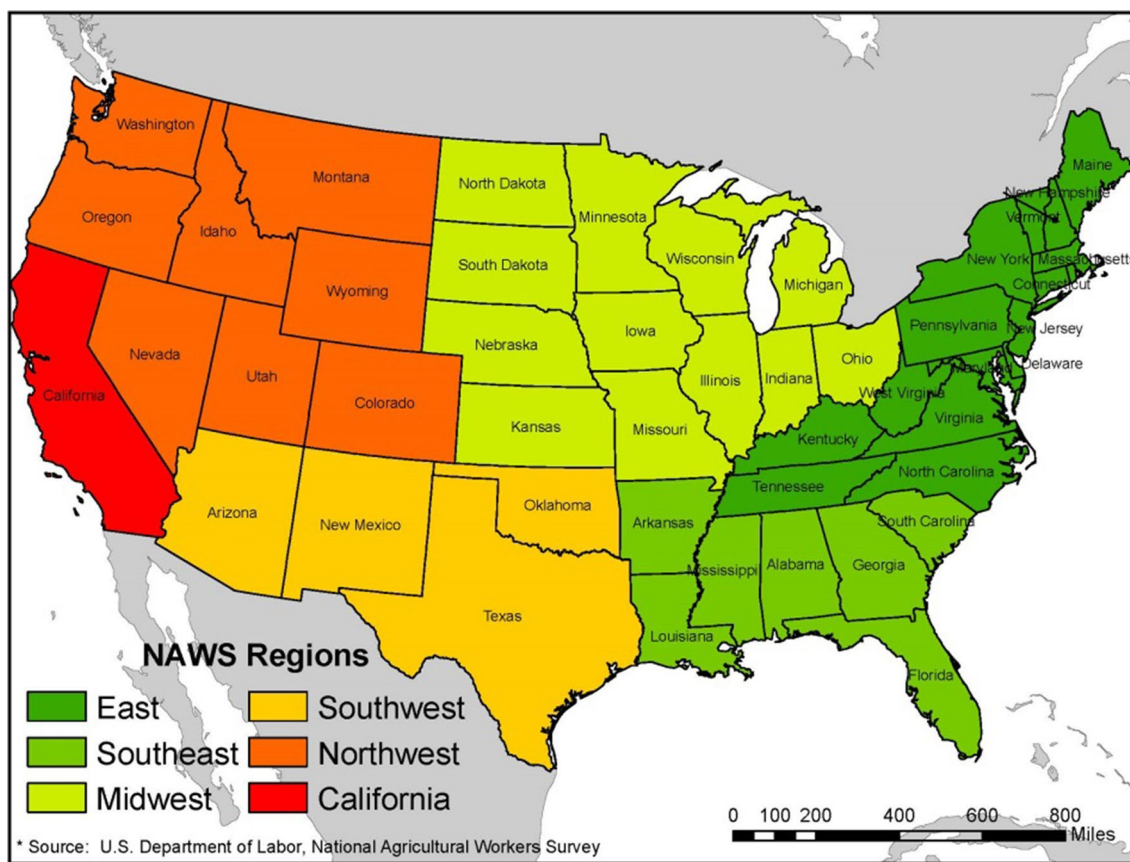 Washington
Montana
North Dakota
Minnesota
Maine
New Hampshire
Vermont
Oregon
Idaho
South Dakota
Wisconsin
Michigan
New York
Massachusetts
Connecticut
Wyoming
Iowa
Pennsylvania
New Jersey
Nebraska
Nevada
Utah
Colorado
Illinois
Indiana
Ohio
Maryland
Delaware
West Virginia
Virginia
California
Kansas
Missouri
Kentucky
North Carolina
Tennessee
Arizona
New Mexico
Oklahoma
Arkansas
South Carolina
Mississippi
Alabama
Georgia
Texas
Louisiana
Florida
NAWS Regions
East
Southwest
Southeast
Northwest
Midwest
California
0 100 200 400 600 800
Miles
* Source: U.S. Department of Labor, National Agricultural Workers Survey